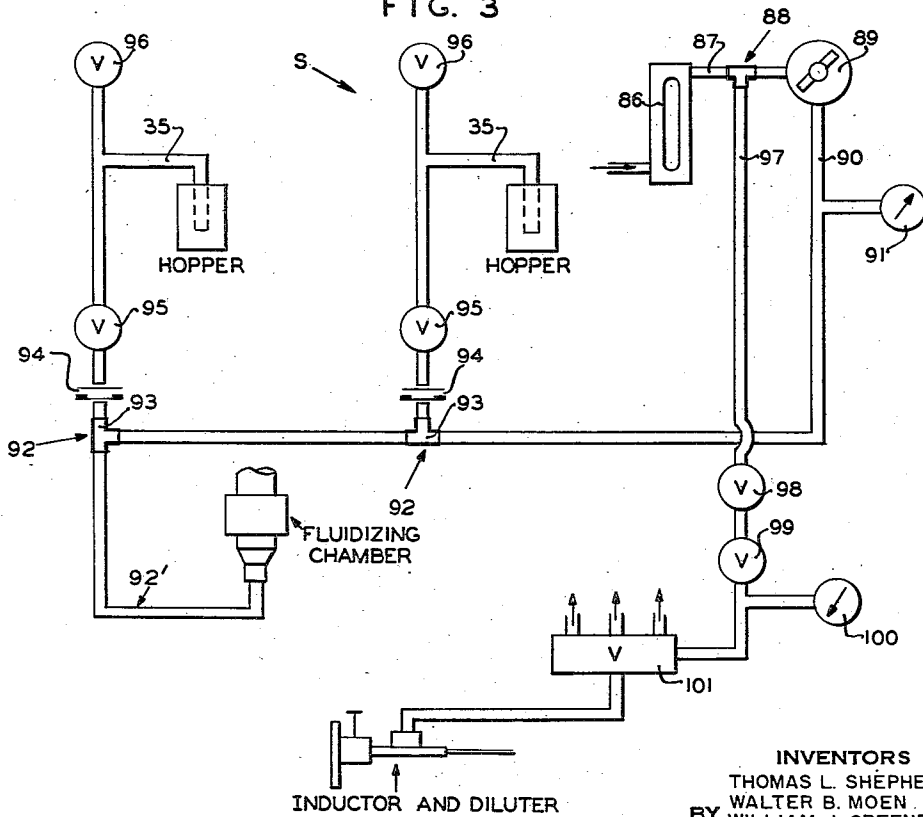 FIG. 3
96
96
88
89
S
87
86
35
35
97
90
91
HOPPER
HOPPER
V
V
95
95
V
V
94
94
93
93
92
92
V
98
FLUIDIZING
CHAMBER
V
99
92'
100
V
101
INDUCTOR AND DILUTER
INVENTORS
THOMAS L. SHEPHE
WALTER B. MOEN
BY